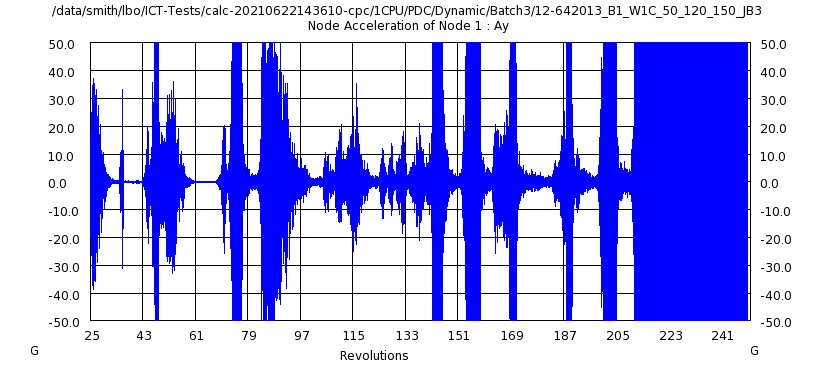 /data/smith/lbo/ICT-Tests/calc-20210622143610-cpc/1CPU/PDC/Dynamic/Batch3/12-642013_B1_W1C_50_120_150_JB3
Node Acceleration of Node 1 : Ay
50.0 50.0
40.0 40.0
30.0 30.0
20.0 20.0
10.0 10.0
0.0 0.0
-10.0 -10.0
-20.0 -20.0
-30.0 -30.0
-40.0 -40.0
-50.0 -50.0
25 43 61 79 97 115 133 151 169 187 205 223 241
G G
Revolutions